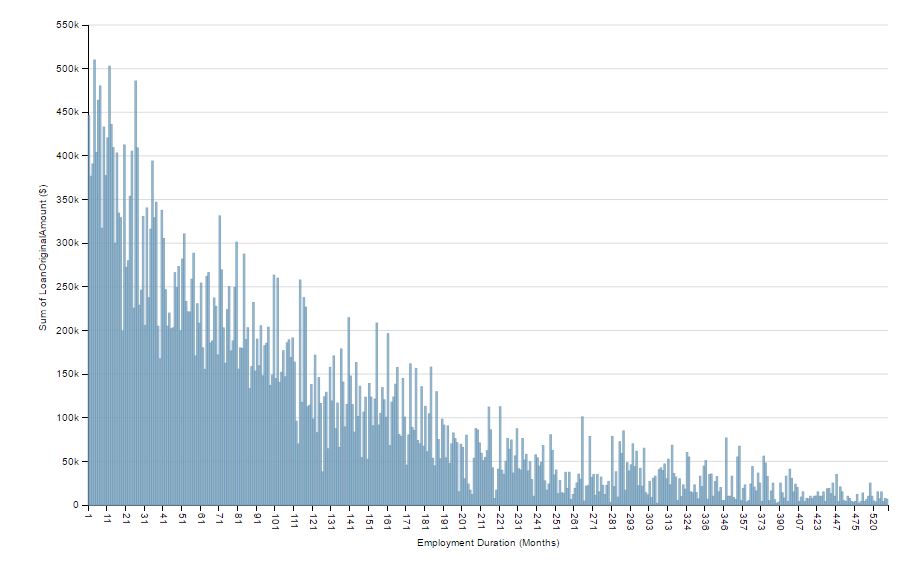 550k
500k
450k
400k
350k
300k
250k
200k
150k
100k
50k
0
Sum of LoanOriginalAmount ($)
1 11 21 31 41 51 61 71 81 91 101 111 121 131 141 151 161 171 181 191 201 211 221 231 241 251 261 271 281 293 303 313 324 336 346 357 373 390 407 423 447 475 520
Employment Duration (Months)